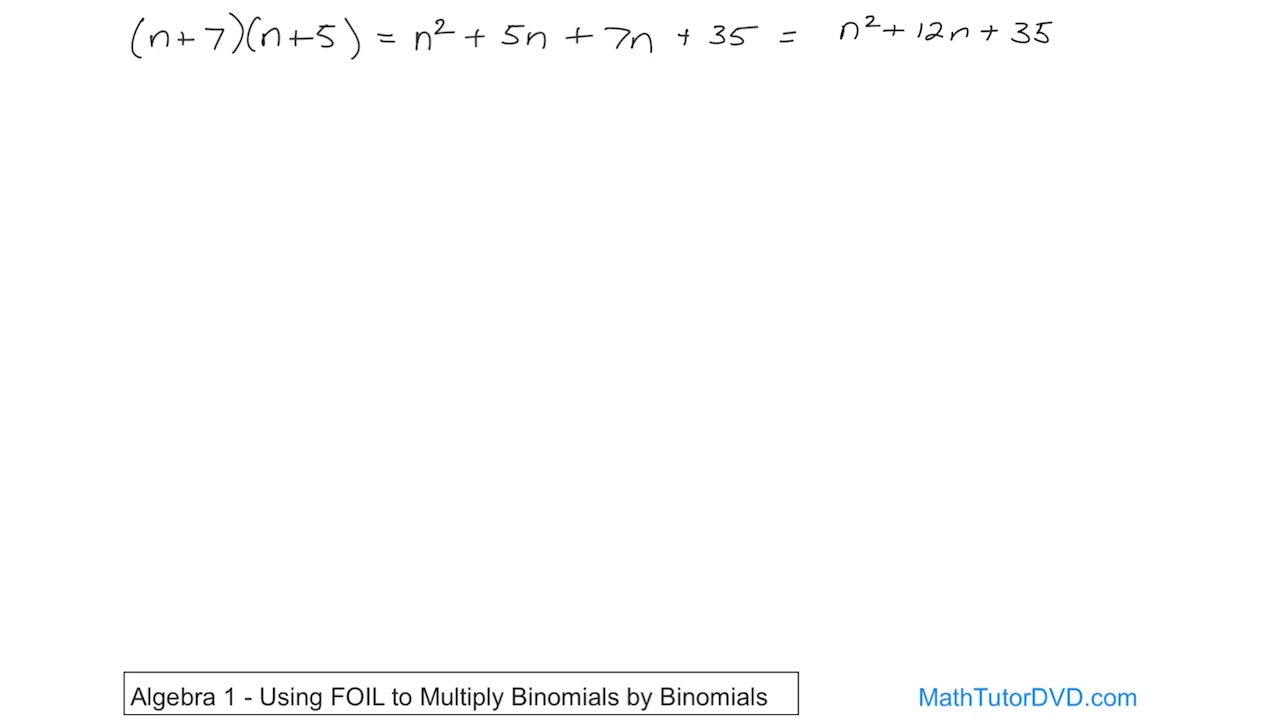 (n+7)(n+5) = n² + 5n + 7n + 35 = n² + 12n + 35
Algebra 1 - Using FOIL to Multiply Binomials by Binomials
MathTutorDVD.com